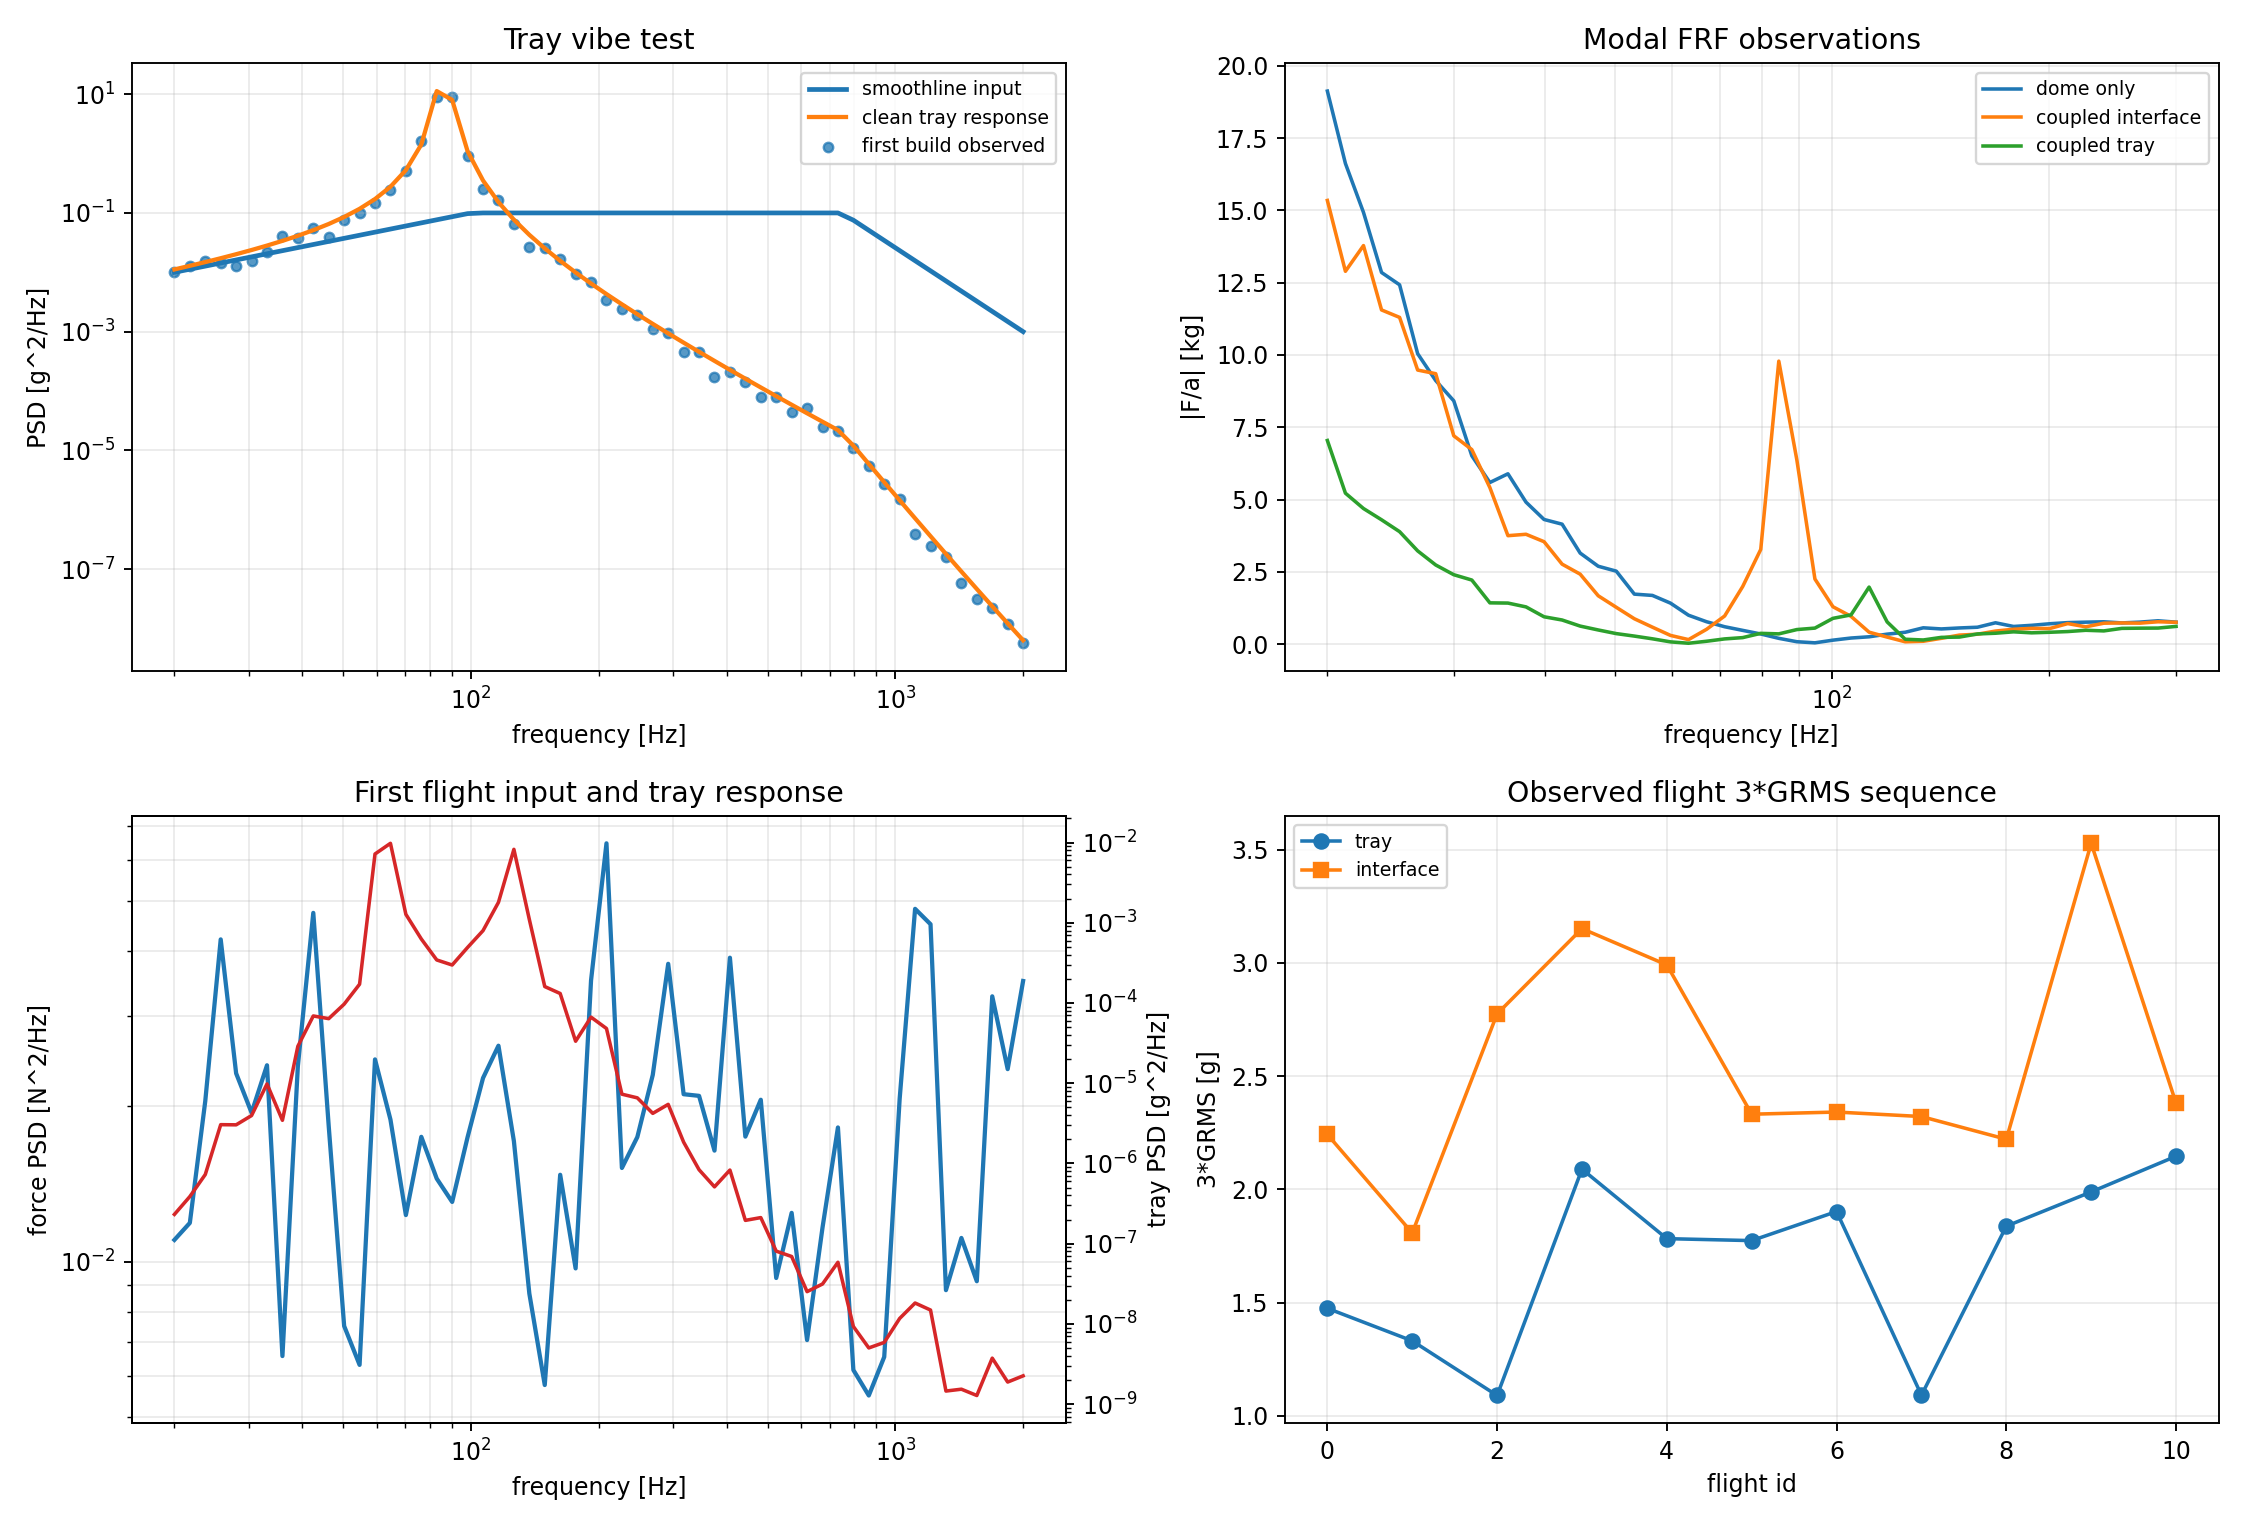 Tray vibe test
PSD [g^2/Hz]
10^1
10^-1
10^-3
10^-5
10^-7
smoothline input
clean tray response
first build observed
10^2
10^3
frequency [Hz]
Modal FRF observations
|F/a| [kg]
20.0
17.5
15.0
12.5
10.0
7.5
5.0
2.5
0.0
dome only
coupled interface
coupled tray
10^2
frequency [Hz]
First flight input and tray response
force PSD [N^2/Hz]
10^-2
10^2
10^3
frequency [Hz]
10^-2
10^-3
10^-4
10^-5
10^-6
10^-7
10^-8
10^-9
tray PSD [g^2/Hz]
Observed flight 3*GRMS sequence
3*GRMS [g]
3.5
3.0
2.5
2.0
1.5
1.0
tray
interface
0
2
4
6
8
10
flight id